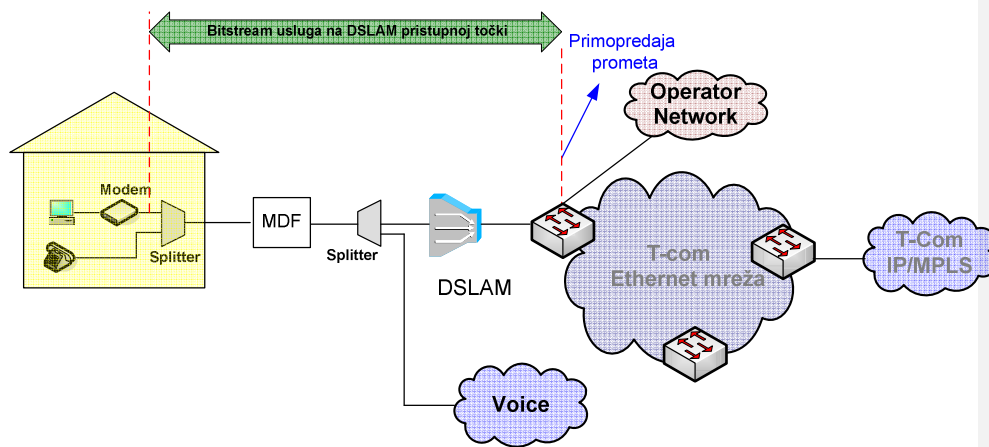 Bitstream usluga na DSLAM pristupnoj točki
Primopredaja
prometa
Operator
Network
Modem
Splitter
MDF
Splitter
DSLAM
T-com
Ethernet mreža
T-Com
IP/MPLS
Voice